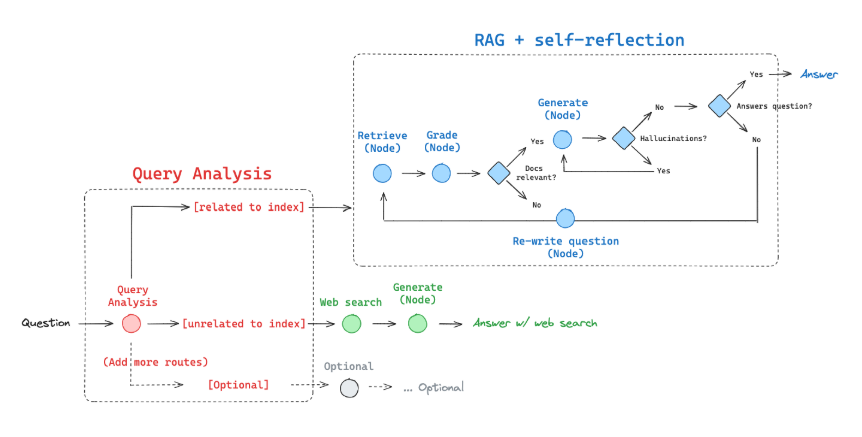 RAG + self-reflection
Yes
Answer
Generate
(Node)
No
Answers question?
Retrieve
(Node)
Grade
(Node)
Hallucinations?
Yes
No
Docs
relevant?
Yes
No
Re-write question
(Node)
Query Analysis
[related to index]
Query
Analysis
Question
[unrelated to index]
Web search
Generate
(Node)
Answer w/ web search
(Add more routes)
[Optional]
Optional
... Optional